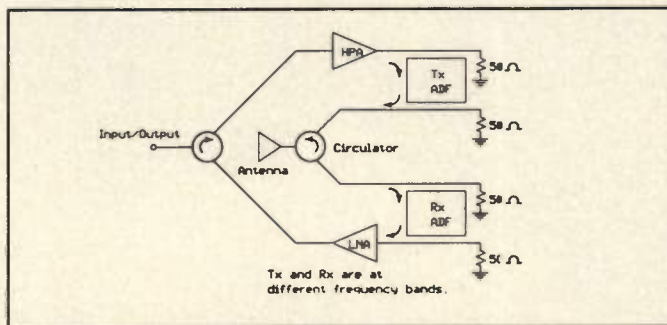 HPA
50 Ω
Tx
ADF
50 Ω
Input/Output
Circulator
Antenna
50 Ω
Rx
ADF
LNA
50 Ω
Tx and Rx are at
different frequency bands.